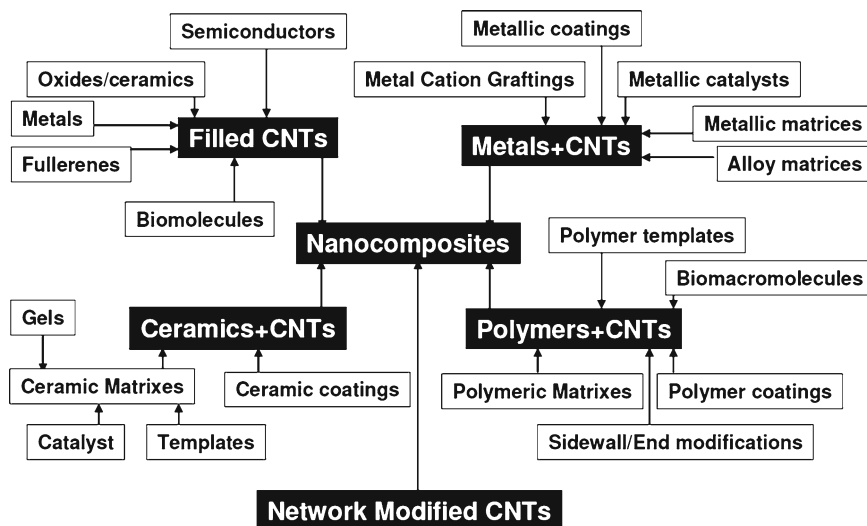 Semiconductors
Metallic coatings
Oxides/ceramics
Metal Cation Graftings
Metallic catalysts
Metals
Filled CNTs
Metals+CNTs
Metallic matrices
Fullerenes
Alloy matrices
Biomolecules
Nanocomposites
Polymer templates
Biomacromolecules
Gels
Ceramics+CNTs
Polymers+CNTs
Ceramic Matrixes
Ceramic coatings
Polymeric Matrixes
Polymer coatings
Catalyst
Templates
Sidewall/End modifications
Network Modified CNTs